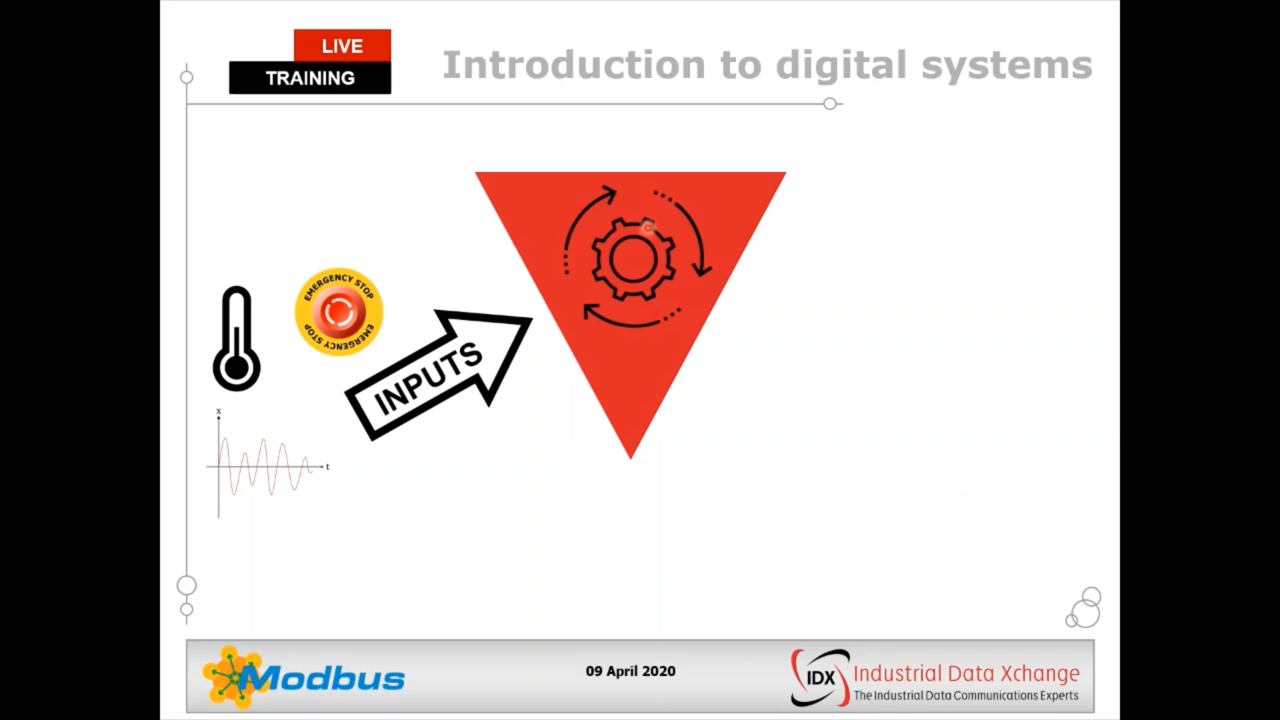 LIVE
TRAINING
Introduction to digital systems
EMERGENCY STOP
EMERGENCY STOP
INPUTS
x
t
Modbus
09 April 2020
IDX
Industrial Data Xchange
The Industrial Data Communications Experts